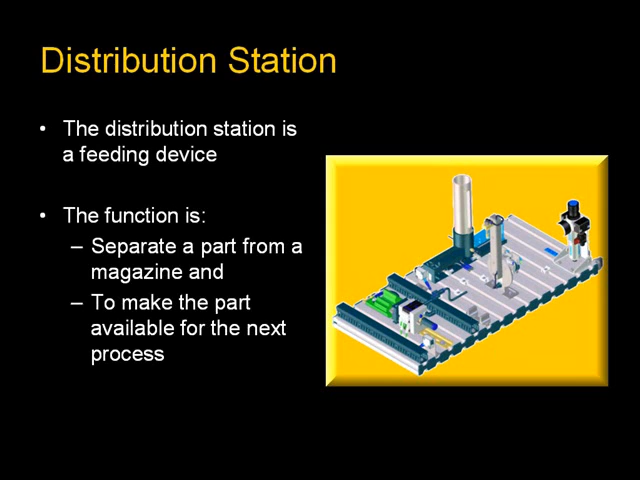 Distribution Station
• The distribution station is
a feeding device
• The function is:
– Separate a part from a
magazine and
– To make the part
available for the next
process